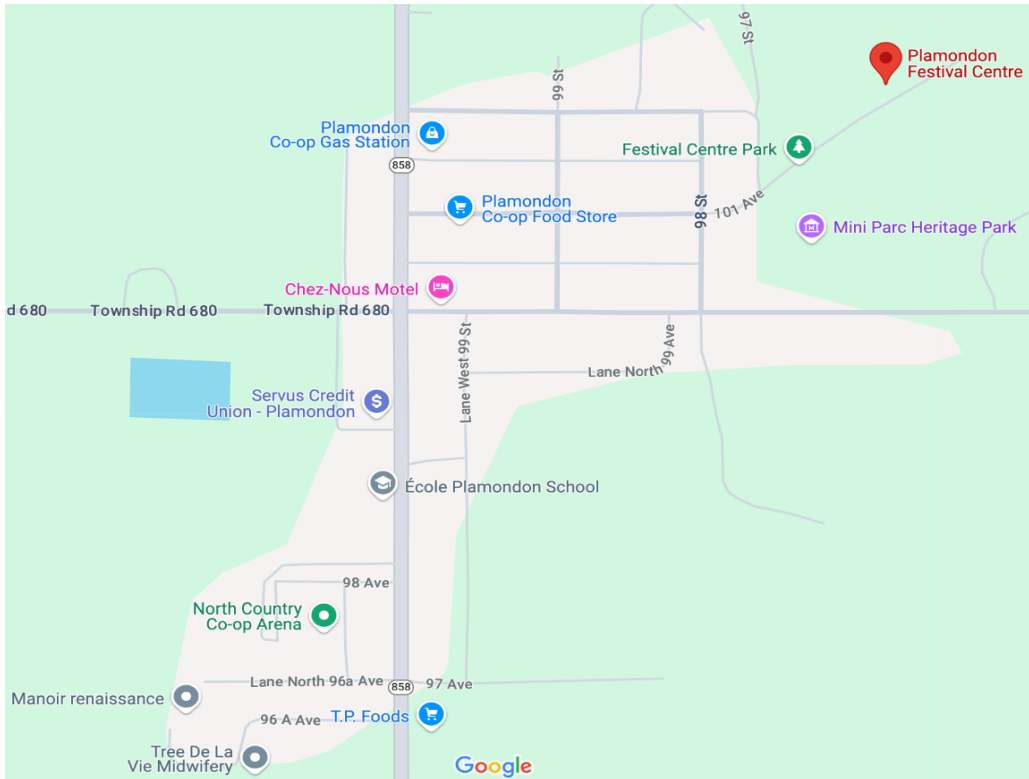 97 St
Plamondon
Festival Centre
99 St
Plamondon
Co-op Gas Station
858
Festival Centre Park
Plamondon
Co-op Food Store
98 St
101 Ave
Mini Parc Heritage Park
Chez-Nous Motel
d 680
Township Rd 680
Township Rd 680
Lane West 99 St
99 Ave
Lane North
Servus Credit
Union - Plamondon
$
École Plamondon School
98 Ave
North Country
Co-op Arena
Lane North 96a Ave
858
97 Ave
Manoir renaissance
96 A Ave
T.P. Foods
Tree De La
Vie Midwifery
Google